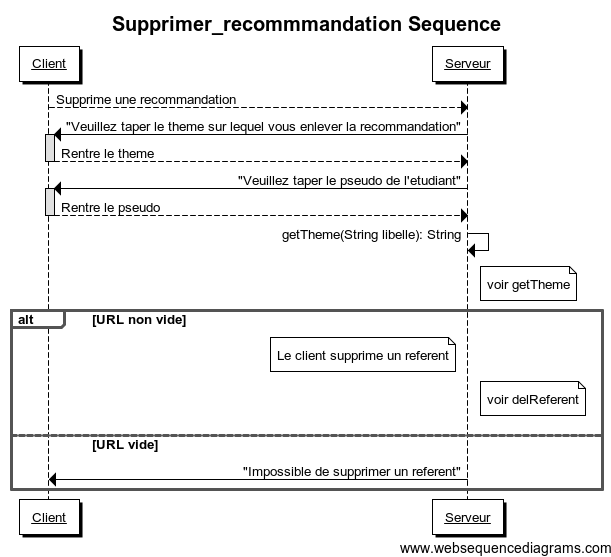 Supprimer_recommmandation Sequence
Client
Serveur
Supprime une recommandation
"Veuillez taper le theme sur lequel vous enlever la recommandation"
Rentre le theme
"Veuillez taper le pseudo de l'etudiant"
Rentre le pseudo
getTheme(String libelle): String
voir getTheme
alt
[URL non vide]
Le client supprime un referent
voir delReferent
[URL vide]
"Impossible de supprimer un referent"
Client
Serveur
www.websequencediagrams.com